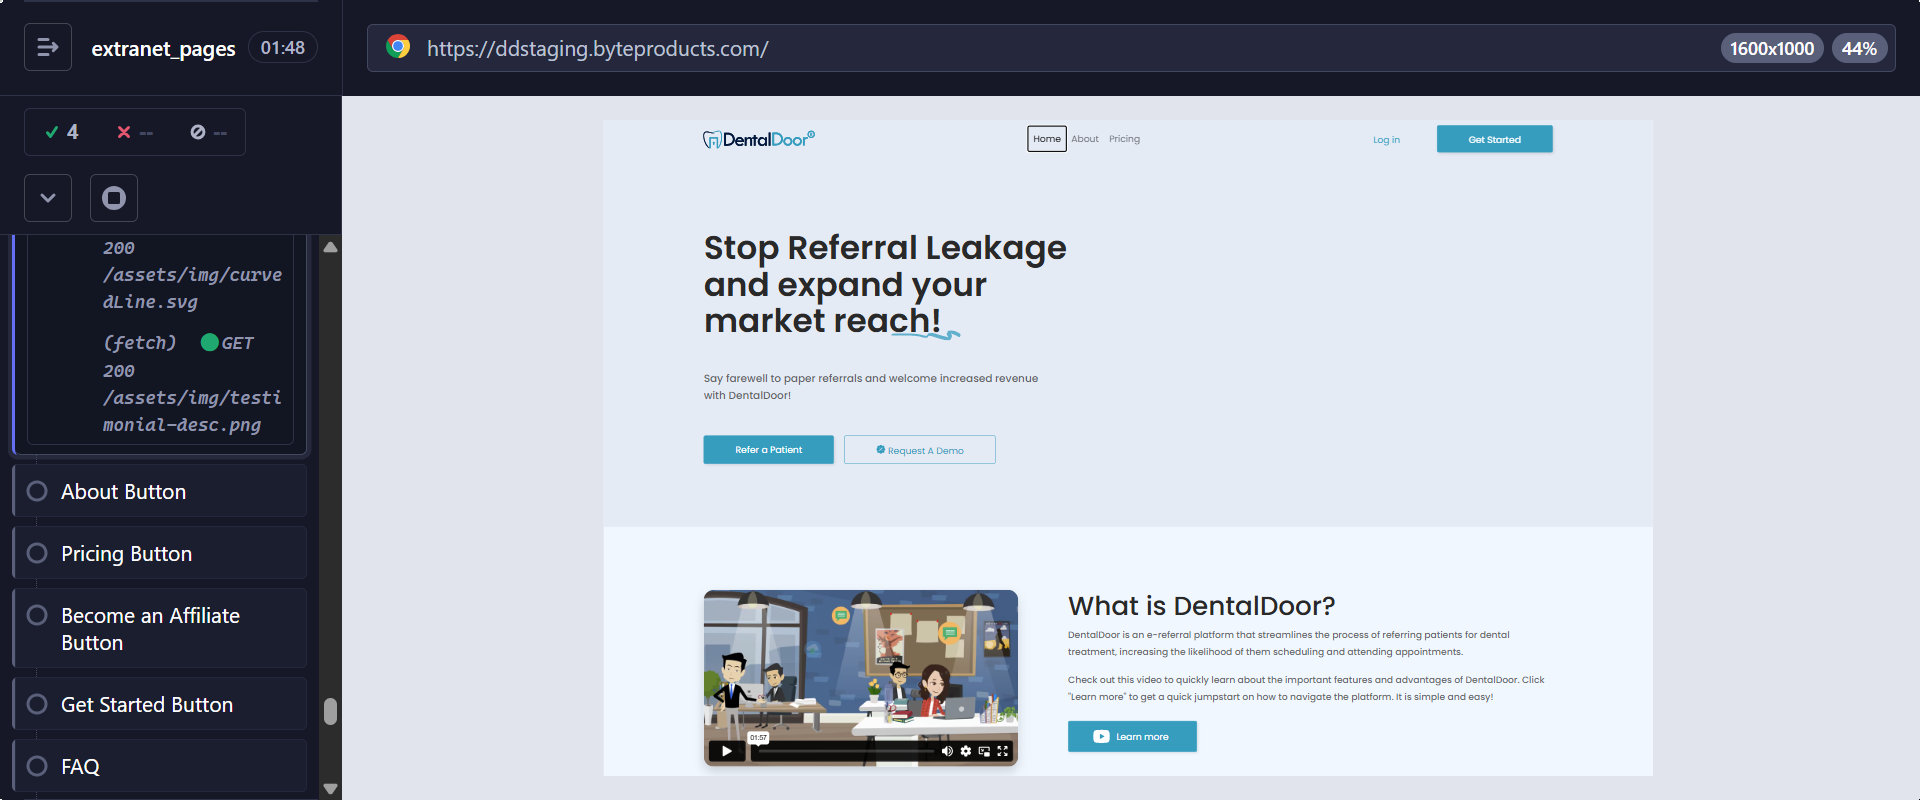 extranet_pages
01:48
4
--
--
200
/assets/img/curve
dLine.svg
(fetch) GET
200
/assets/img/testi
monial-desc.png
About Button
Pricing Button
Become an Affiliate
Button
Get Started Button
FAQ
https://ddstaging.byteproducts.com/
1600x1000
44%
DentalDoor®
Home
About
Pricing
Log in
Get Started
Stop Referral Leakage
and expand your
market reach!
Say farewell to paper referrals and welcome increased revenue
with DentalDoor!
Refer a Patient
Request A Demo
01:57
What is DentalDoor?
DentalDoor is an e-referral platform that streamlines the process of referring patients for dental
treatment, increasing the likelihood of them scheduling and attending appointments.
Check out this video to quickly learn about the important features and advantages of DentalDoor. Click
"Learn more" to get a quick jumpstart on how to navigate the platform. It is simple and easy!
Learn more